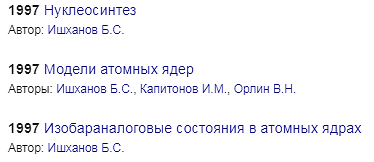 1997 Нуклеосинтез
Автор: Ишханов Б.С.
1997 Модели атомных ядер
Авторы: Ишханов Б.С., Капитонов И.М., Орлин В.Н.
1997 Изобараналоговые состояния в атомных ядрах
Автор: Ишханов Б.С.